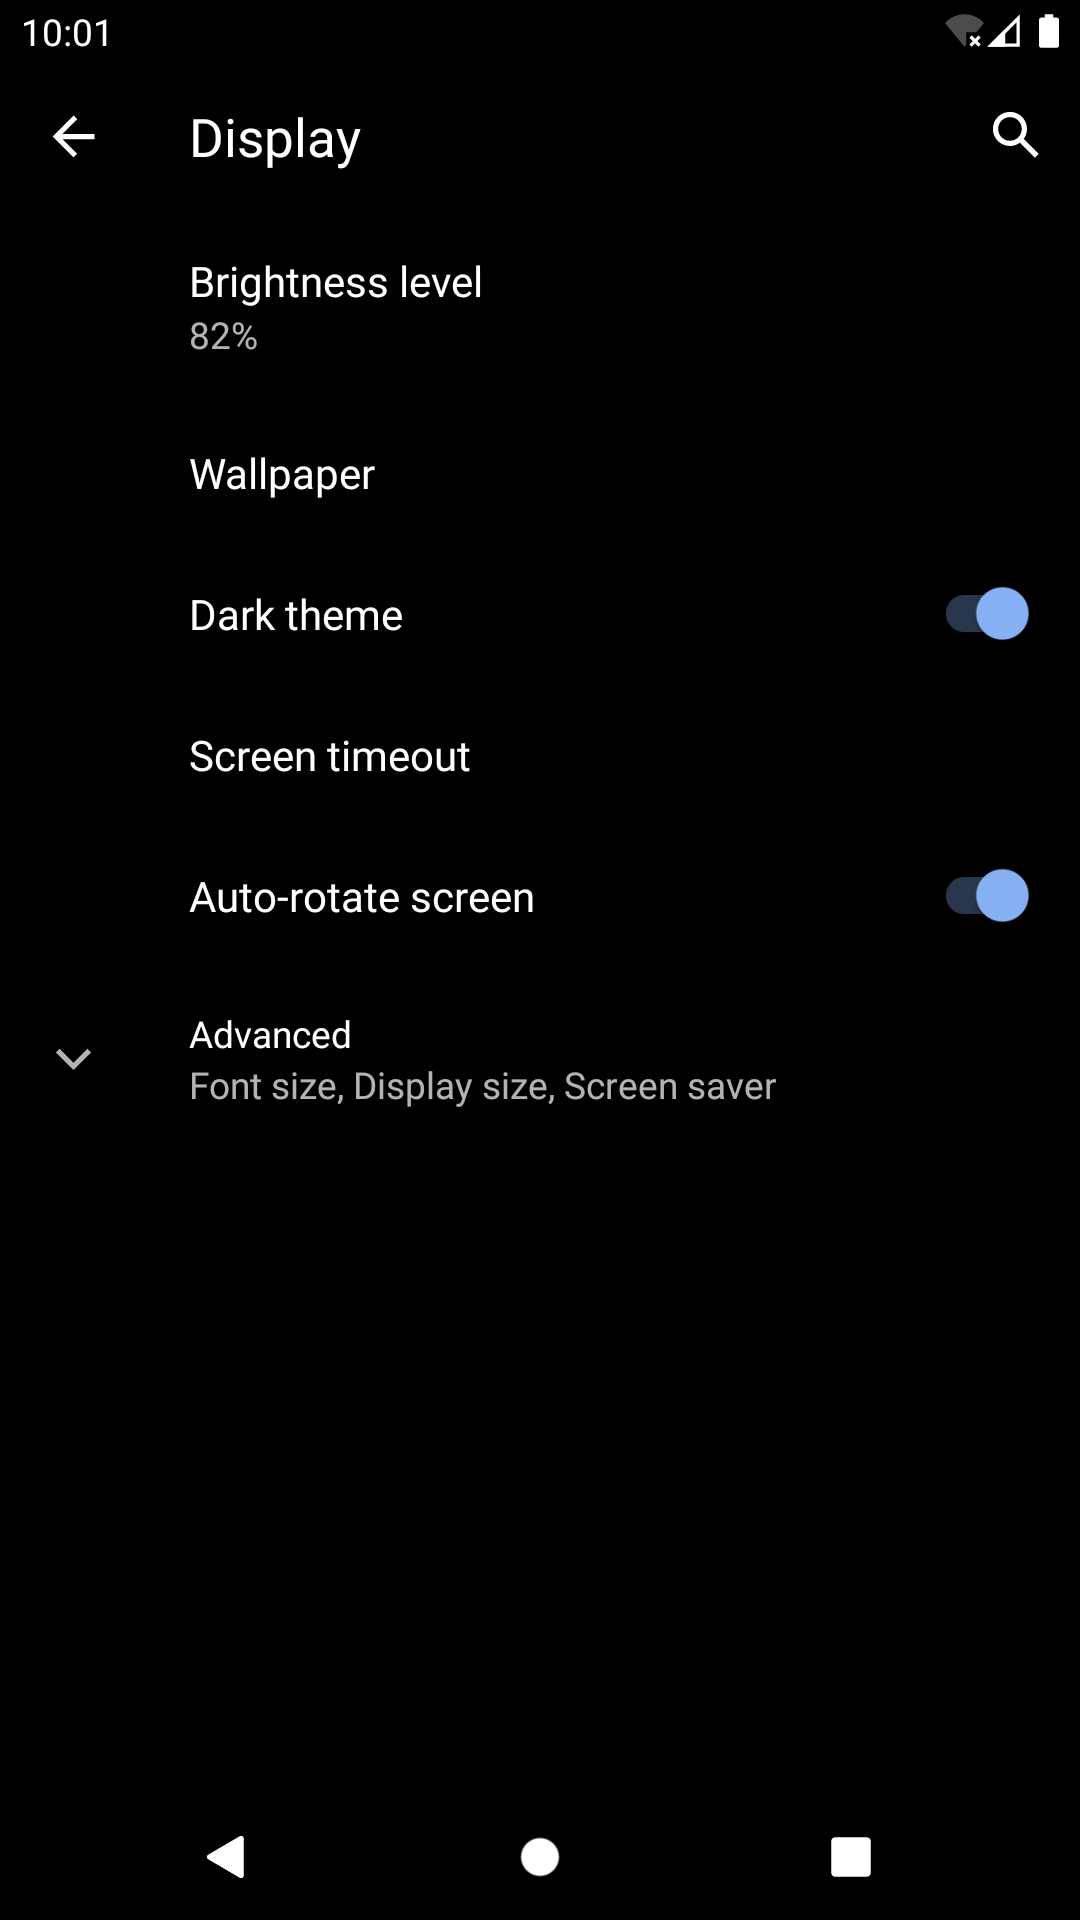 10:01
Display
Brightness level
82%
Wallpaper
Dark theme
Screen timeout
Auto-rotate screen
Advanced
Font size, Display size, Screen saver